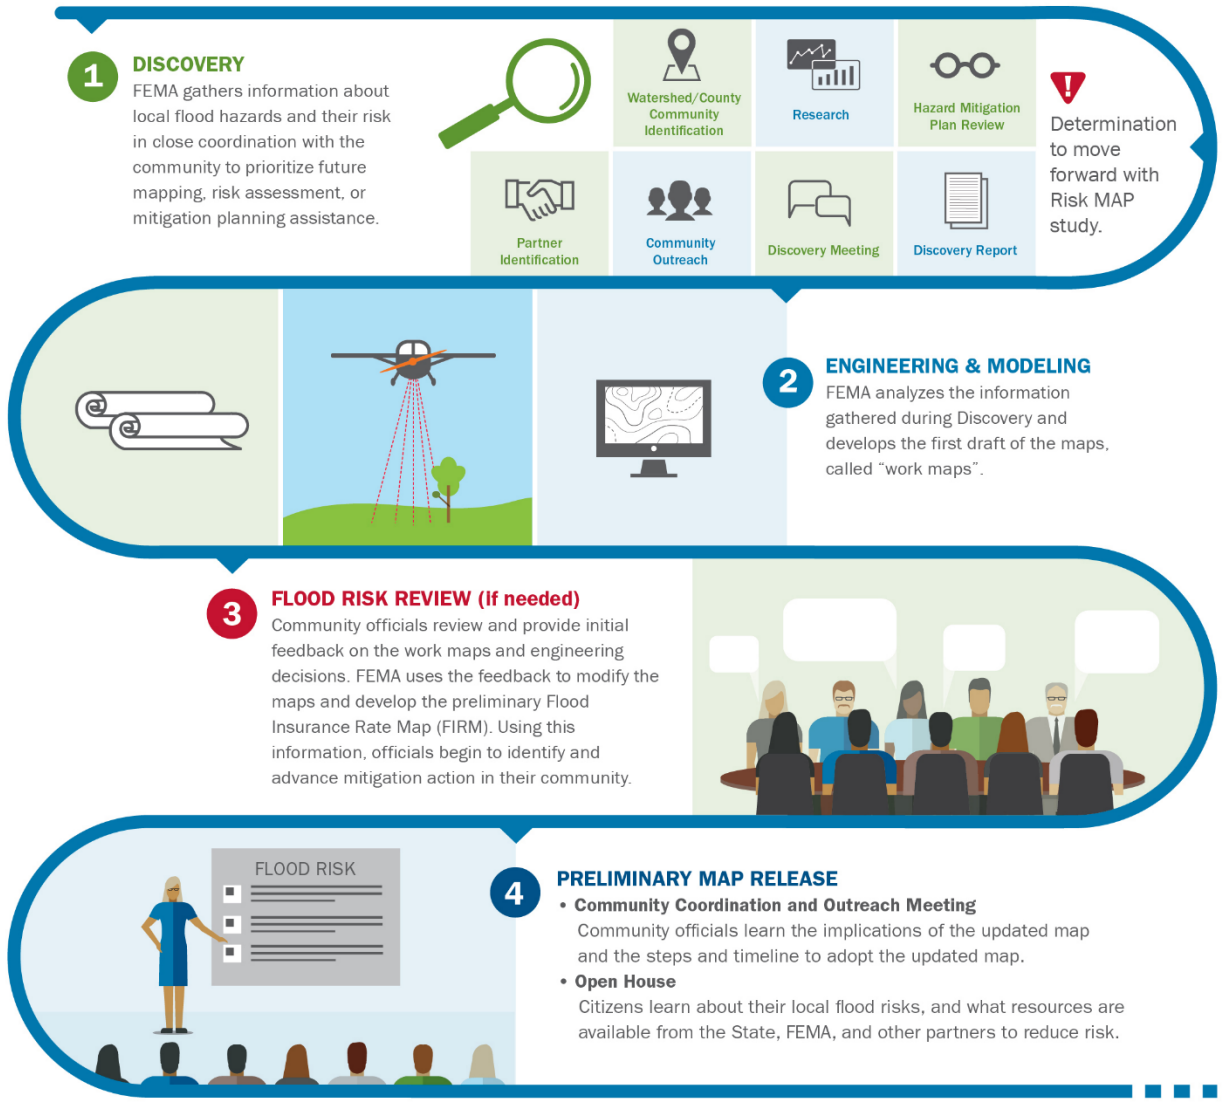 1
DISCOVERY
FEMA gathers information about
local flood hazards and their risk
in close coordination with the
community to prioritize future
mapping, risk assessment, or
mitigation planning assistance.
Watershed/County
Community
Identification
Research
Hazard Mitigation
Plan Review
Partner
Identification
Community
Outreach
Discovery Meeting
Discovery Report
!
Determination
to move
forward with
Risk MAP
study.
2
ENGINEERING & MODELING
FEMA analyzes the information
gathered during Discovery and
develops the first draft of the maps,
called “work maps”.
3
FLOOD RISK REVIEW (if needed)
Community officials review and provide initial
feedback on the work maps and engineering
decisions. FEMA uses the feedback to modify the
maps and develop the preliminary Flood
Insurance Rate Map (FIRM). Using this
information, officials begin to identify and
advance mitigation action in their community.
FLOOD RISK
4
PRELIMINARY MAP RELEASE
• Community Coordination and Outreach Meeting
Community officials learn the implications of the updated map
and the steps and timeline to adopt the updated map.
• Open House
Citizens learn about their local flood risks, and what resources are
available from the State, FEMA, and other partners to reduce risk.